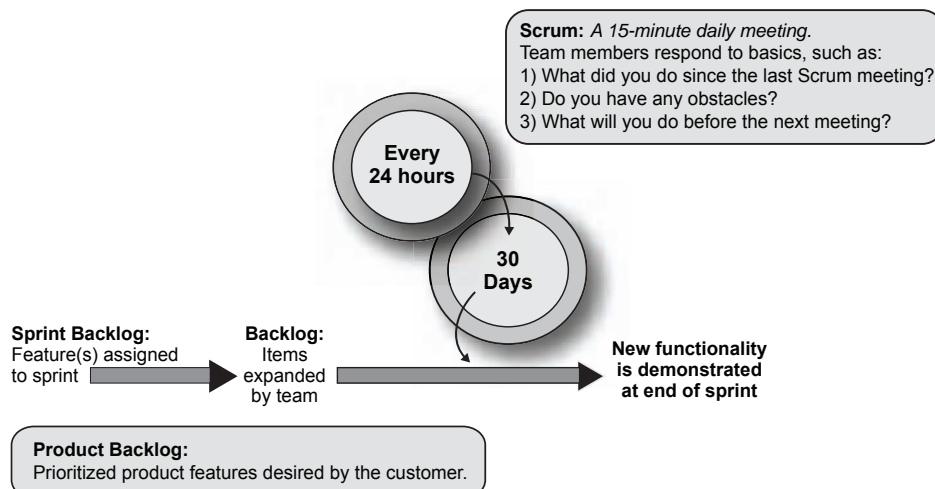 Scrum: A 15-minute daily meeting.
Team members respond to basics, such as:
1) What did you do since the last Scrum meeting?
2) Do you have any obstacles?
3) What will you do before the next meeting?
Every
24 hours
30
Days
Sprint Backlog:
Feature(s) assigned
to sprint
Backlog:
Items
expanded
by team
New functionality
is demonstrated
at end of sprint
Product Backlog:
Prioritized product features desired by the customer.